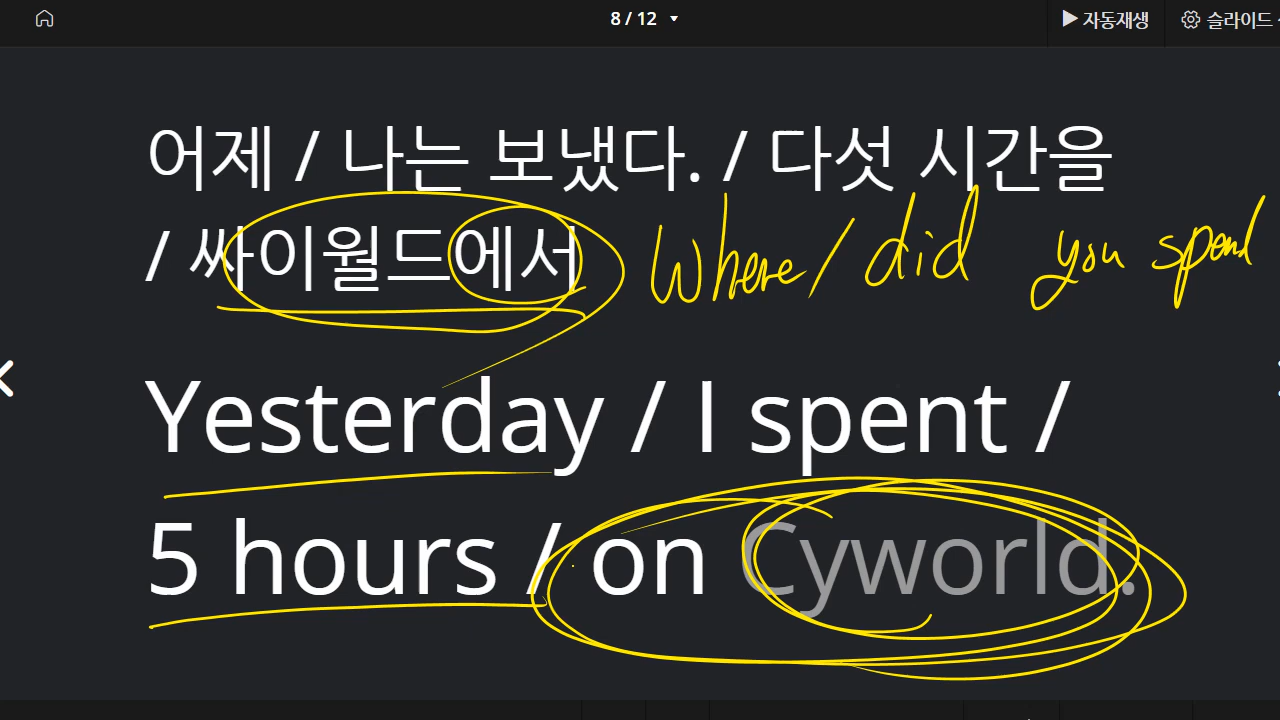 8 / 12
자동재생
슬라이드
어제 / 나는 보냈다. / 다섯 시간을
/ 싸이월드에서
Where / did you spend
Yesterday / I spent /
5 hours / on Cyworld.